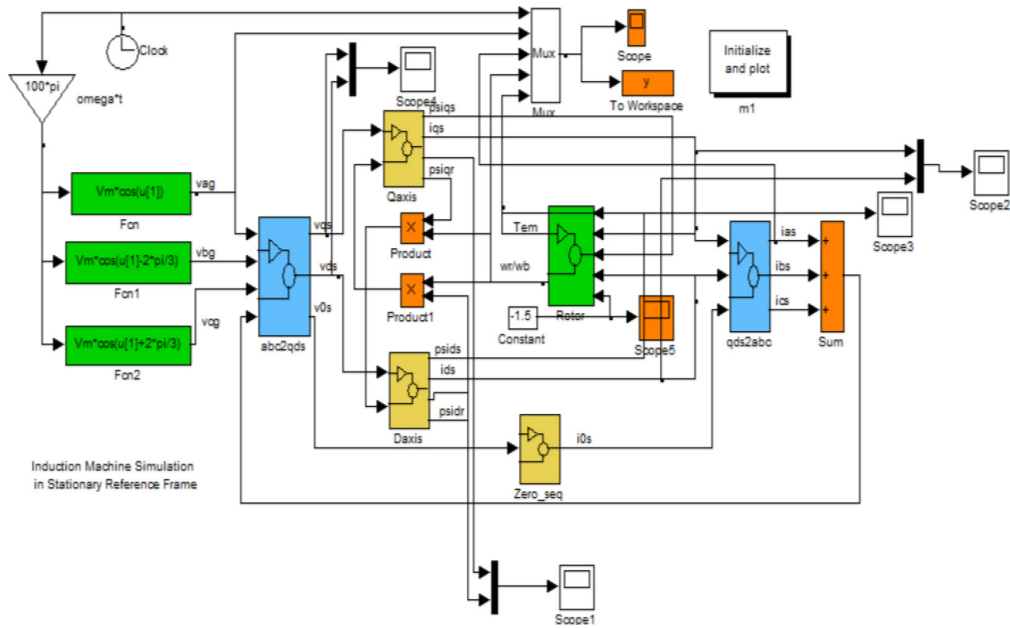 Clock
100*pi
omega*t
Mux
Mux
Scope
y
To Workspace
Initialize
and plot
m1
Scope4
psiqs
iqs
psiqr
Qaxis
Vm*cos(u[1])
Fcn
vag
Vm*cos(u[1]-2*pi/3)
Fcn1
vbg
Vm*cos(u[1]+2*pi/3)
Fcn2
vcg
vqs
vds
v0s
abc2qds
x
Product
x
Product1
Tem
wr/wb
Rotor
-1.5
Constant
Scope5
Scope3
Scope2
ias
ibs
ics
qds2abc
+
+
+
Sum
psids
ids
psidr
Daxis
i0s
Zero_seq
Induction Machine Simulation
in Stationary Reference Frame
Scope1